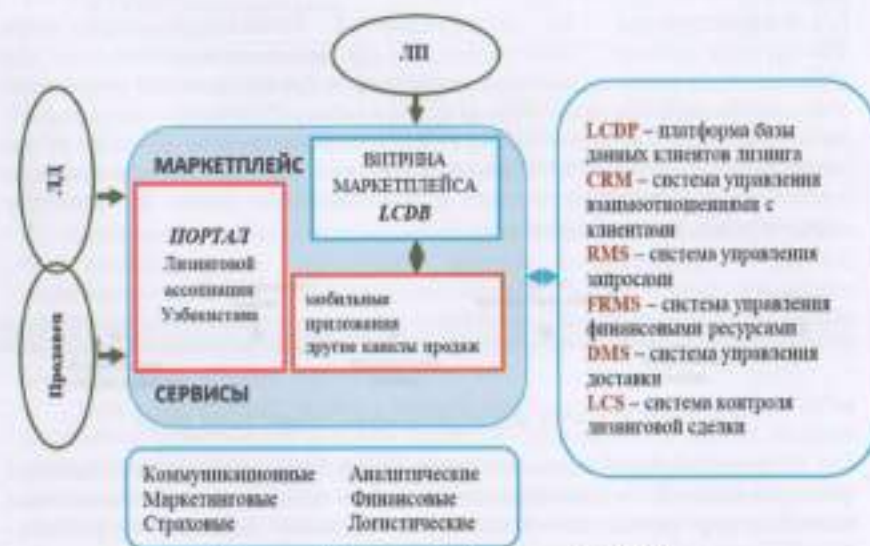 ЛП
ЛД
Продавец
МАРКЕТПЛЕЙС
ВИТРИНА
МАРКЕТПЛЕЙСА
LCDB
ПОРТАЛ
Лизинговой
ассоциации
Узбекистана
мобильные
приложения
другие каналы продаж
СЕРВИСЫ
LCDP – платформа базы
данных клиентов лизинга
CRM – система управления
взаимоотношениями с
клиентами
RMS – система управления
запросами
FRMS – система управления
финансовыми ресурсами
DMS – система управления
доставки
LCS – система контроля
лизинговой сделки
Коммуникационные Аналитические
Маркетинговые Финансовые
Страховые Логистические